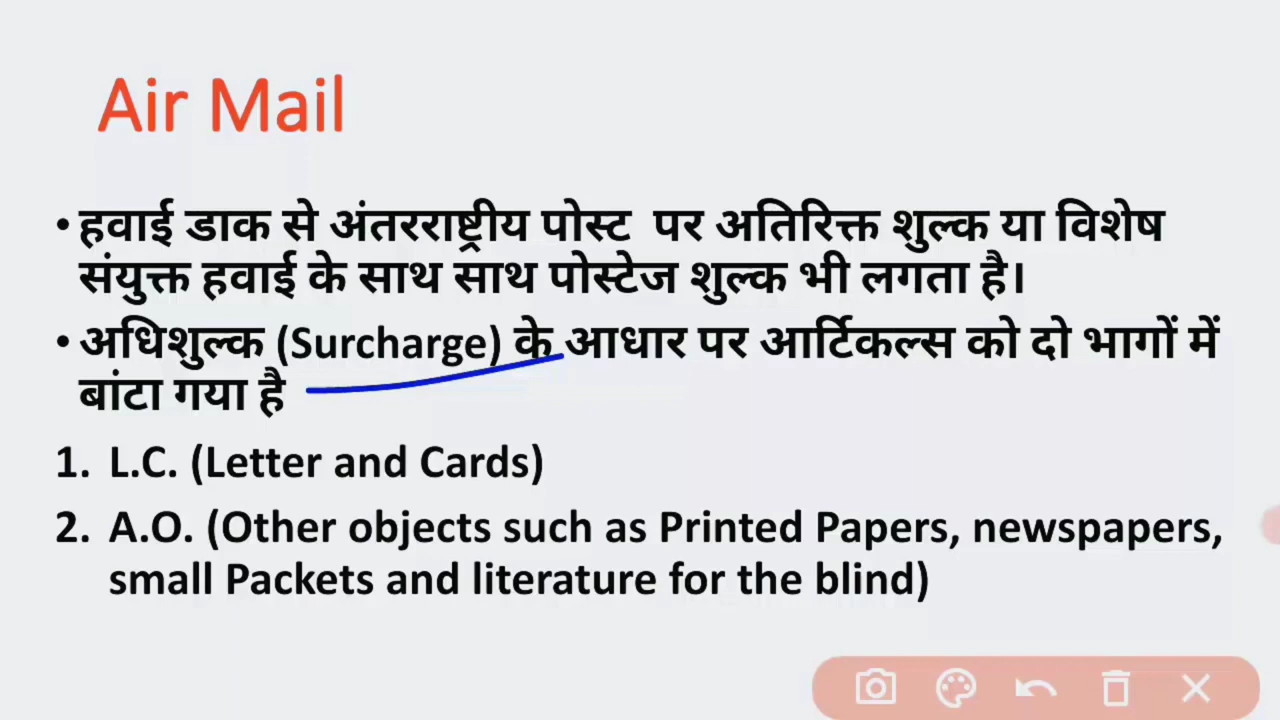 Air Mail
• हवाई डाक से अंतरराष्ट्रीय पोस्ट पर अतिरिक्त शुल्क या विशेष
संयुक्त हवाई के साथ साथ पोस्टेज शुल्क भी लगता है।
• अधिशुल्क (Surcharge) के आधार पर आर्टिकल्स को दो भागों में
बांटा गया है
1. L.C. (Letter and Cards)
2. A.O. (Other objects such as Printed Papers, newspapers,
small Packets and literature for the blind)